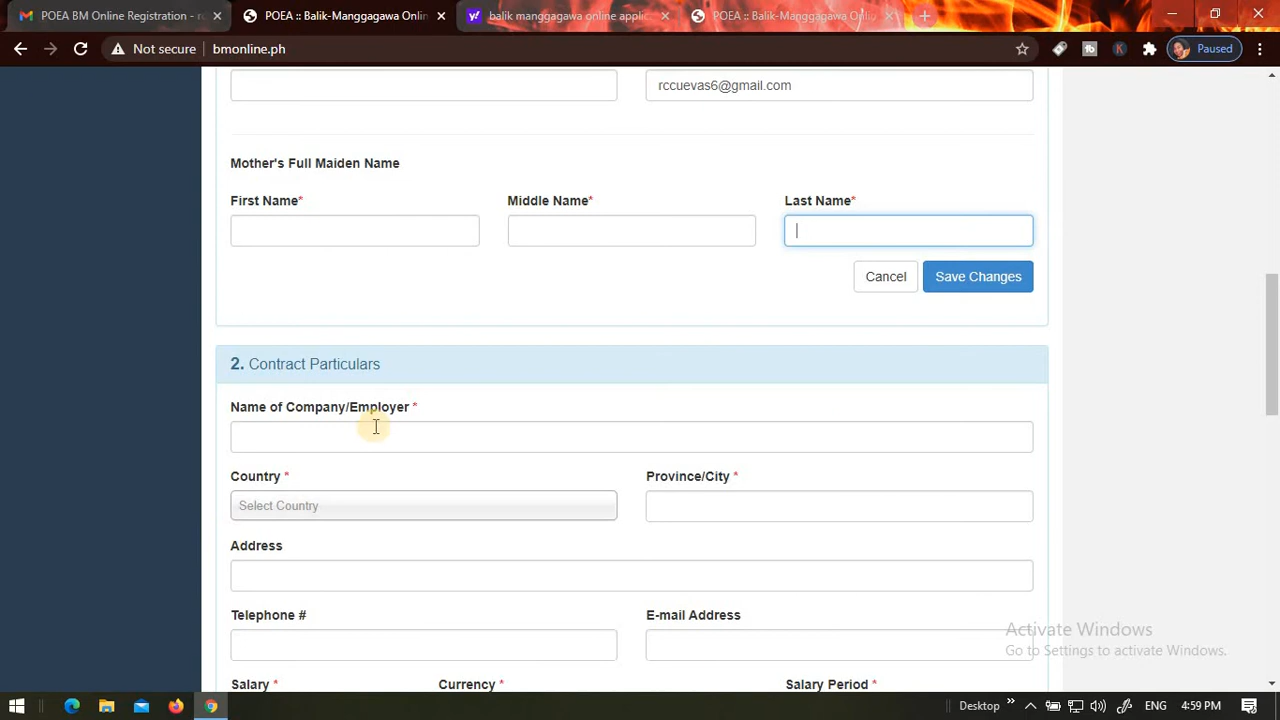 POEA BM Online Registration - r
POEA :: Balik-Manggagawa Online
balik manggagawa online applic
POEA :: Balik-Manggagawa Onli
Not secure
bmonline.ph
Paused
rccuevas6@gmail.com
Mother's Full Maiden Name
First Name*
Middle Name*
Last Name*
Cancel
Save Changes
2. Contract Particulars
Name of Company/Employer *
Country *
Province/City *
Select Country
Address
Telephone #
E-mail Address
Activate Windows
Go to Settings to activate Windows.
Salary *
Currency *
Salary Period *
Desktop
ENG
4:59 PM